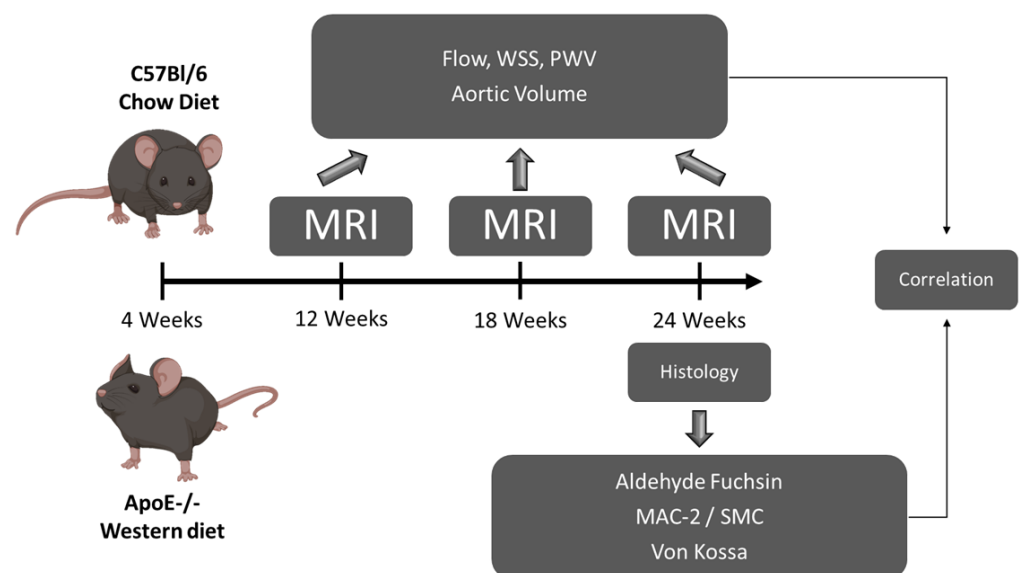 C57Bl/6
Chow Diet
Flow, WSS, PWV
Aortic Volume
MRI
MRI
MRI
4 Weeks
12 Weeks
18 Weeks
24 Weeks
Correlation
Histology
ApoE-/-
Western diet
Aldehyde Fuchsin
MAC-2 / SMC
Von Kossa